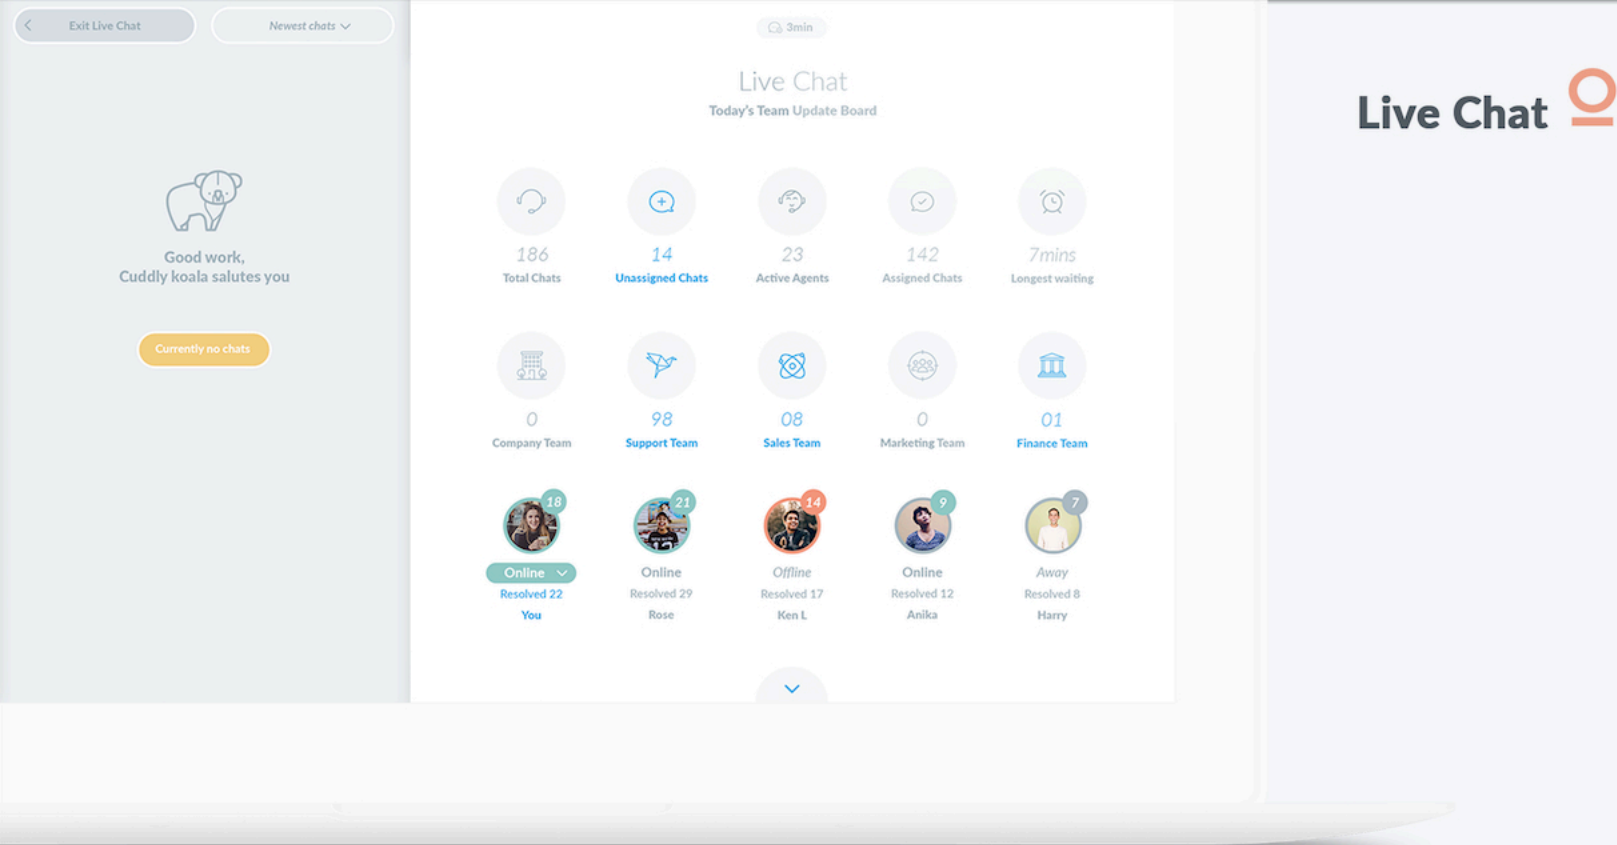 Exit Live Chat
Newest chats
Good work,
Cuddly koala salutes you
Currently no chats
3min
Live Chat
Today's Team Update Board
186
Total Chats
14
Unassigned Chats
23
Active Agents
142
Assigned Chats
7mins
Longest waiting
0
Company Team
98
Support Team
08
Sales Team
0
Marketing Team
01
Finance Team
18
Online
Resolved 22
You
21
Online
Resolved 29
Rose
14
Offline
Resolved 17
Ken L
9
Online
Resolved 12
Anika
7
Away
Resolved 8
Harry
Live Chat